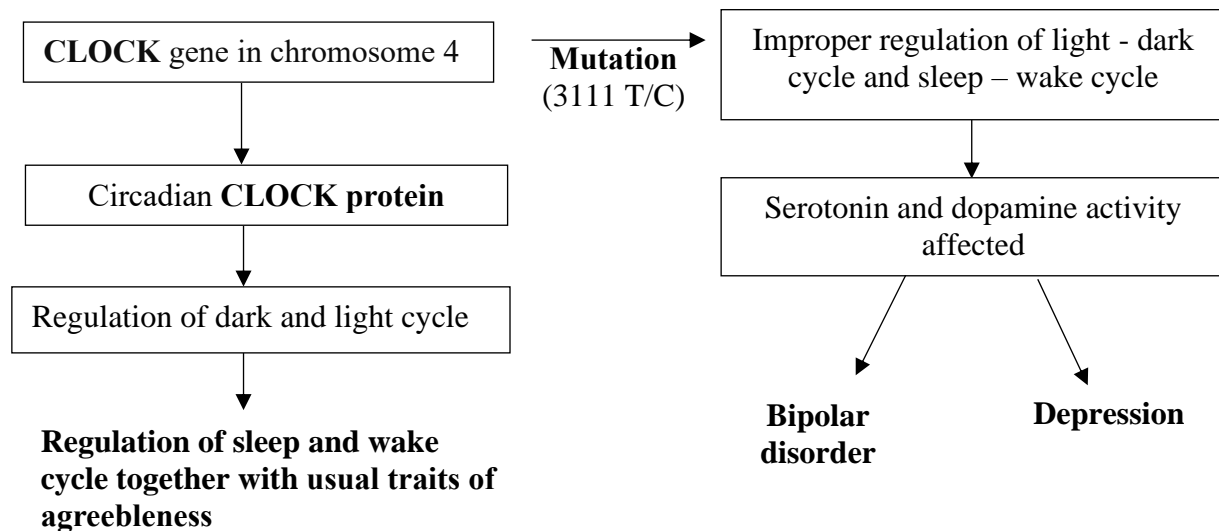 CLOCK gene in chromosome 4
Circadian CLOCK protein
Regulation of dark and light cycle
Regulation of sleep and wake
cycle together with usual traits of
agreebleness
Mutation
(3111 T/C)
Improper regulation of light - dark
cycle and sleep – wake cycle
Serotonin and dopamine activity
affected
Bipolar
disorder
Depression